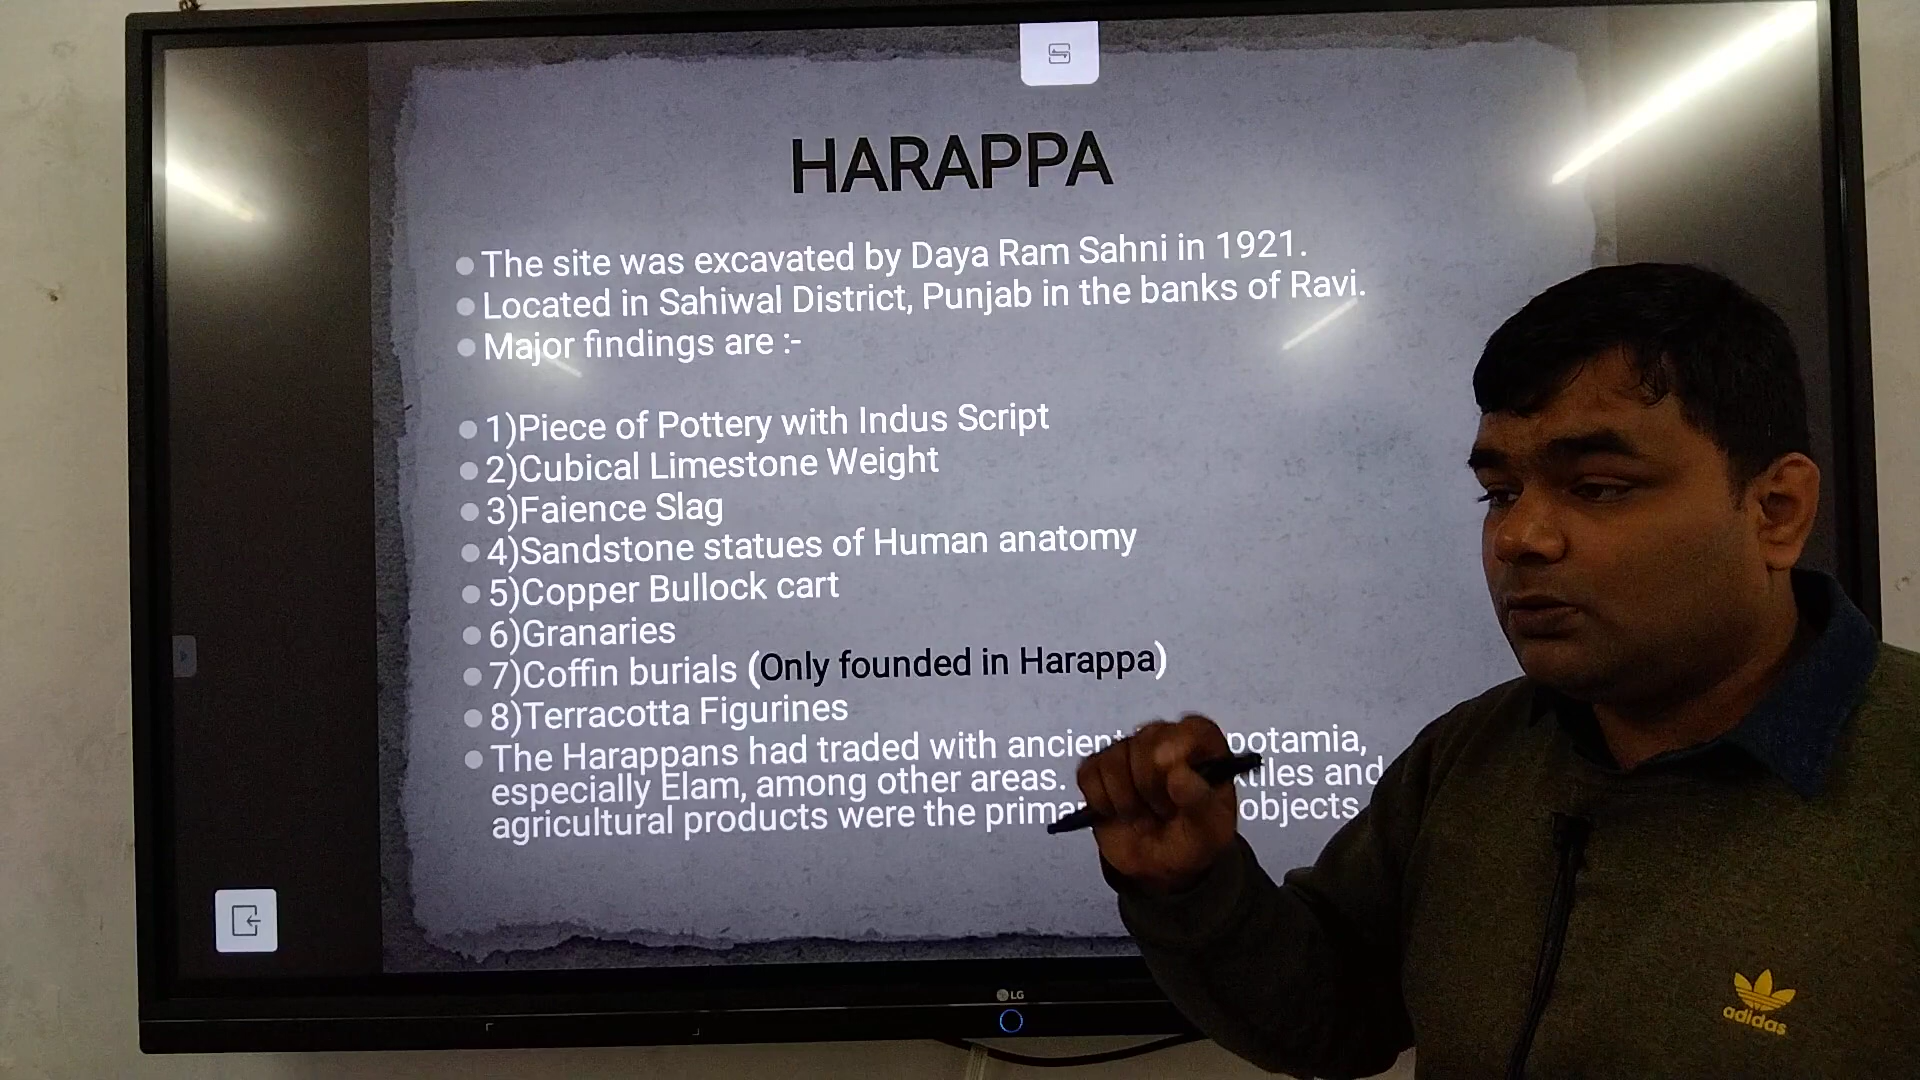 HARAPPA
The site was excavated by Daya Ram Sahni in 1921.
Located in Sahiwal District, Punjab in the banks of Ravi.
Major findings are :-
1)Piece of Pottery with Indus Script
2)Cubical Limestone Weight
3)Faience Slag
4)Sandstone statues of Human anatomy
5)Copper Bullock cart
6)Granaries
7)Coffin burials (Only founded in Harappa)
8)Terracotta Figurines
The Harappans had traded with ancient
especially Elam, among other areas. and
agricultural products were the objects
LG
adidas